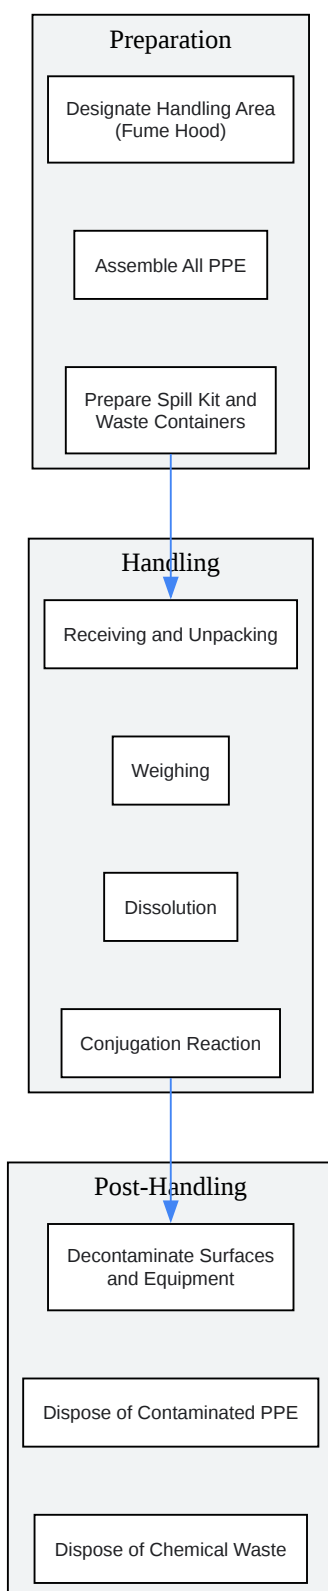 Preparation
Designate Handling Area
(Fume Hood)
Assemble All PPE
Prepare Spill Kit and
Waste Containers
Handling
Receiving and Unpacking
Weighing
Dissolution
Conjugation Reaction
Post-Handling
Decontaminate Surfaces
and Equipment
Dispose of Contaminated PPE
Dispose of Chemical Waste